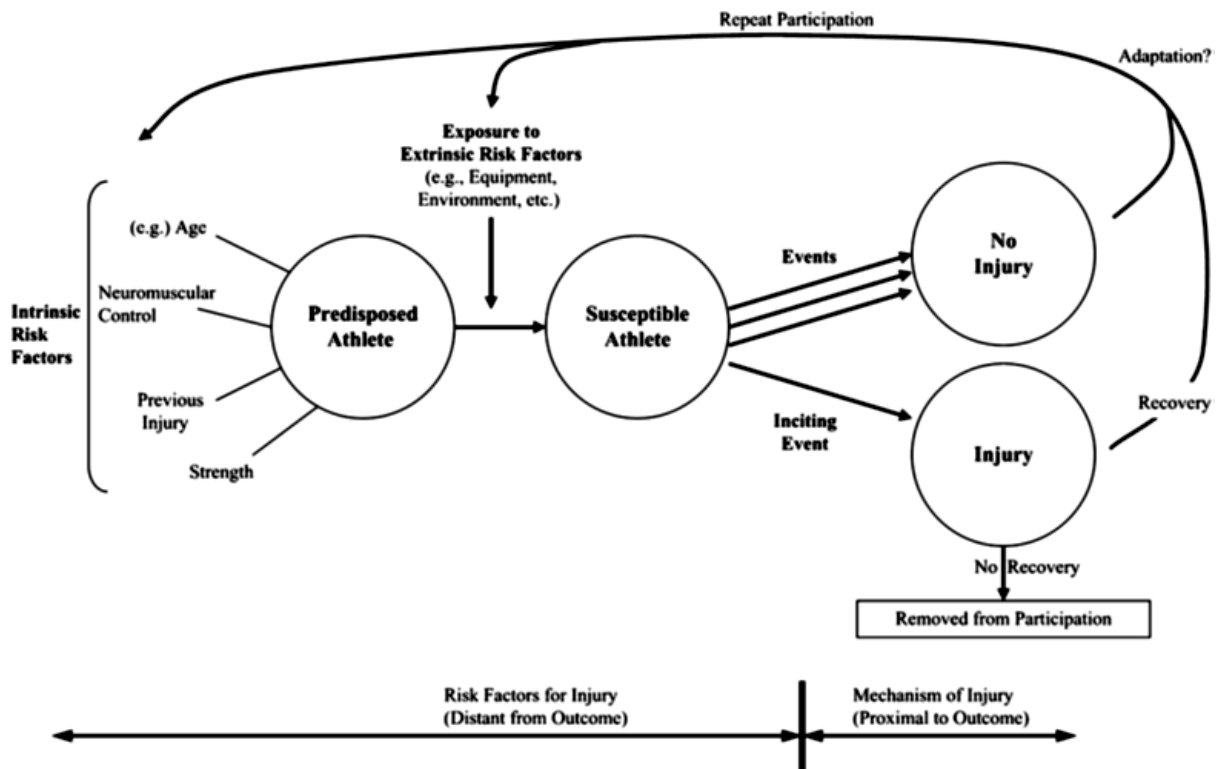 Repeat Participation
Adaptation?
Exposure to
Extrinsic Risk Factors
(e.g., Equipment,
Environment, etc.)
(e.g.) Age
Neuromuscular
Control
Intrinsic
Risk
Factors
Previous
Injury
Strength
Predisposed
Athlete
Susceptible
Athlete
Events
Inciting
Event
No
Injury
Injury
Recovery
No Recovery
Removed from Participation
Risk Factors for Injury
(Distant from Outcome)
Mechanism of Injury
(Proximal to Outcome)